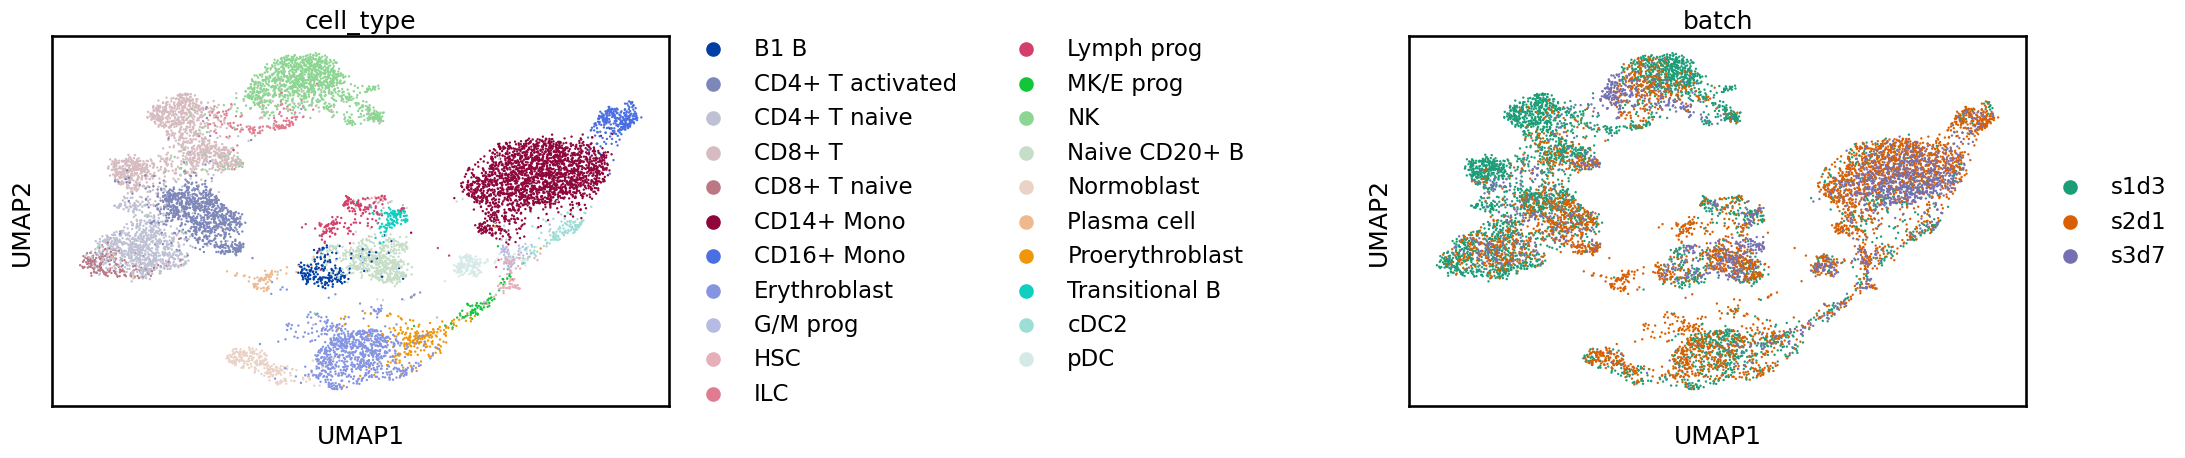 cell_type
UMAP2
UMAP1
B1 B
CD4+ T activated
CD4+ T naive
CD8+ T
CD8+ T naive
CD14+ Mono
CD16+ Mono
Erythroblast
G/M prog
HSC
ILC
Lymph prog
MK/E prog
NK
Naive CD20+ B
Normoblast
Plasma cell
Proerythroblast
Transitional B
cDC2
pDC
batch
UMAP2
UMAP1
s1d3
s2d1
s3d7